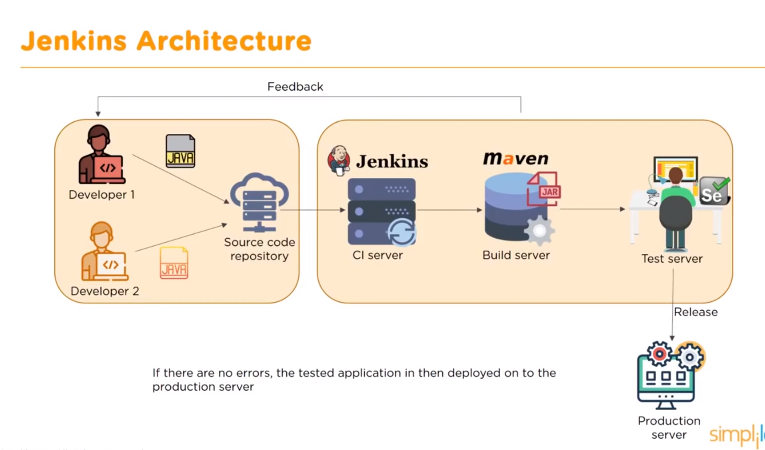 Jenkins Architecture
Feedback
JAVA
Jenkins
maven
JAR
Se
Developer 1
Source code
repository
CI server
Build server
Test server
JAVA
Developer 2
Release
If there are no errors, the tested application in then deployed on to the
production server
Production
server